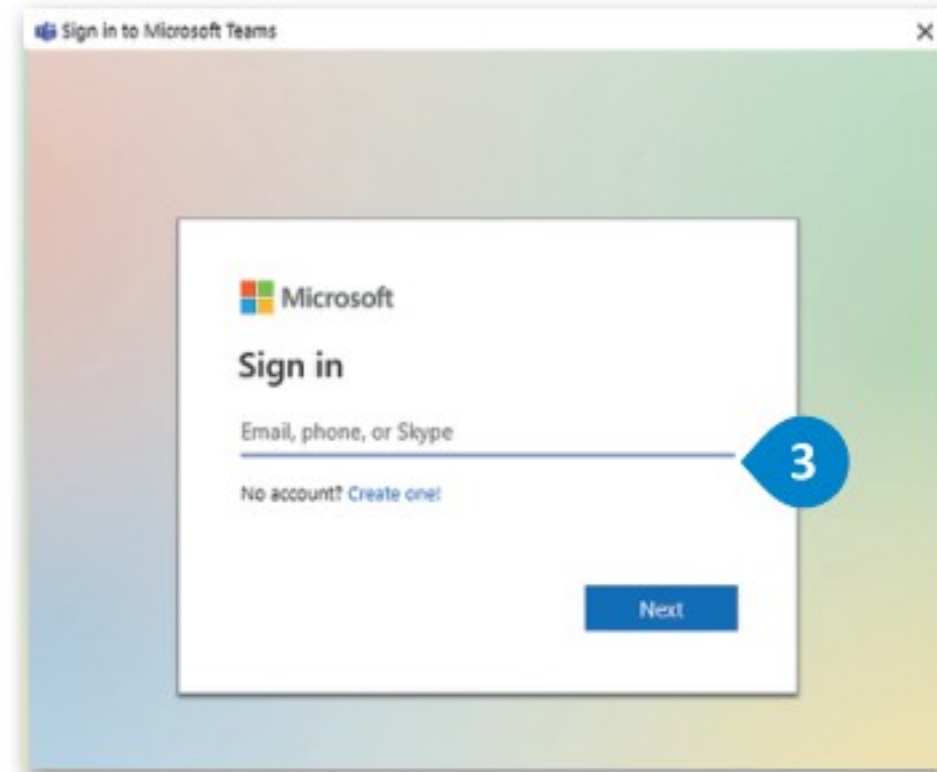 Sign in to Microsoft Teams
Microsoft
Sign in
Email, phone, or Skype
3
No account? Create one!
Next